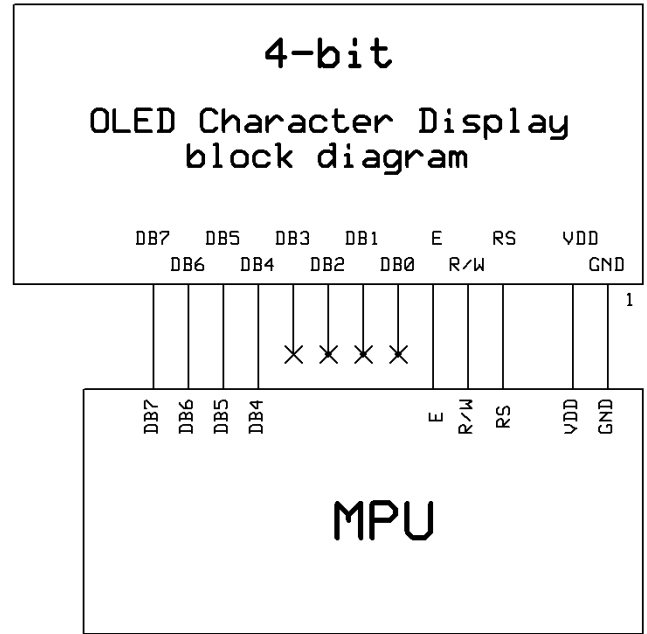 4-bit
OLED Character Display
block diagram
DB7 DB5 DB3 DB1 E RS VDD
DB6 DB4 DB2 DB0 R/W GND
1
DB7 DB6 DB5 DB4 E R/W RS VDD GND
MPU